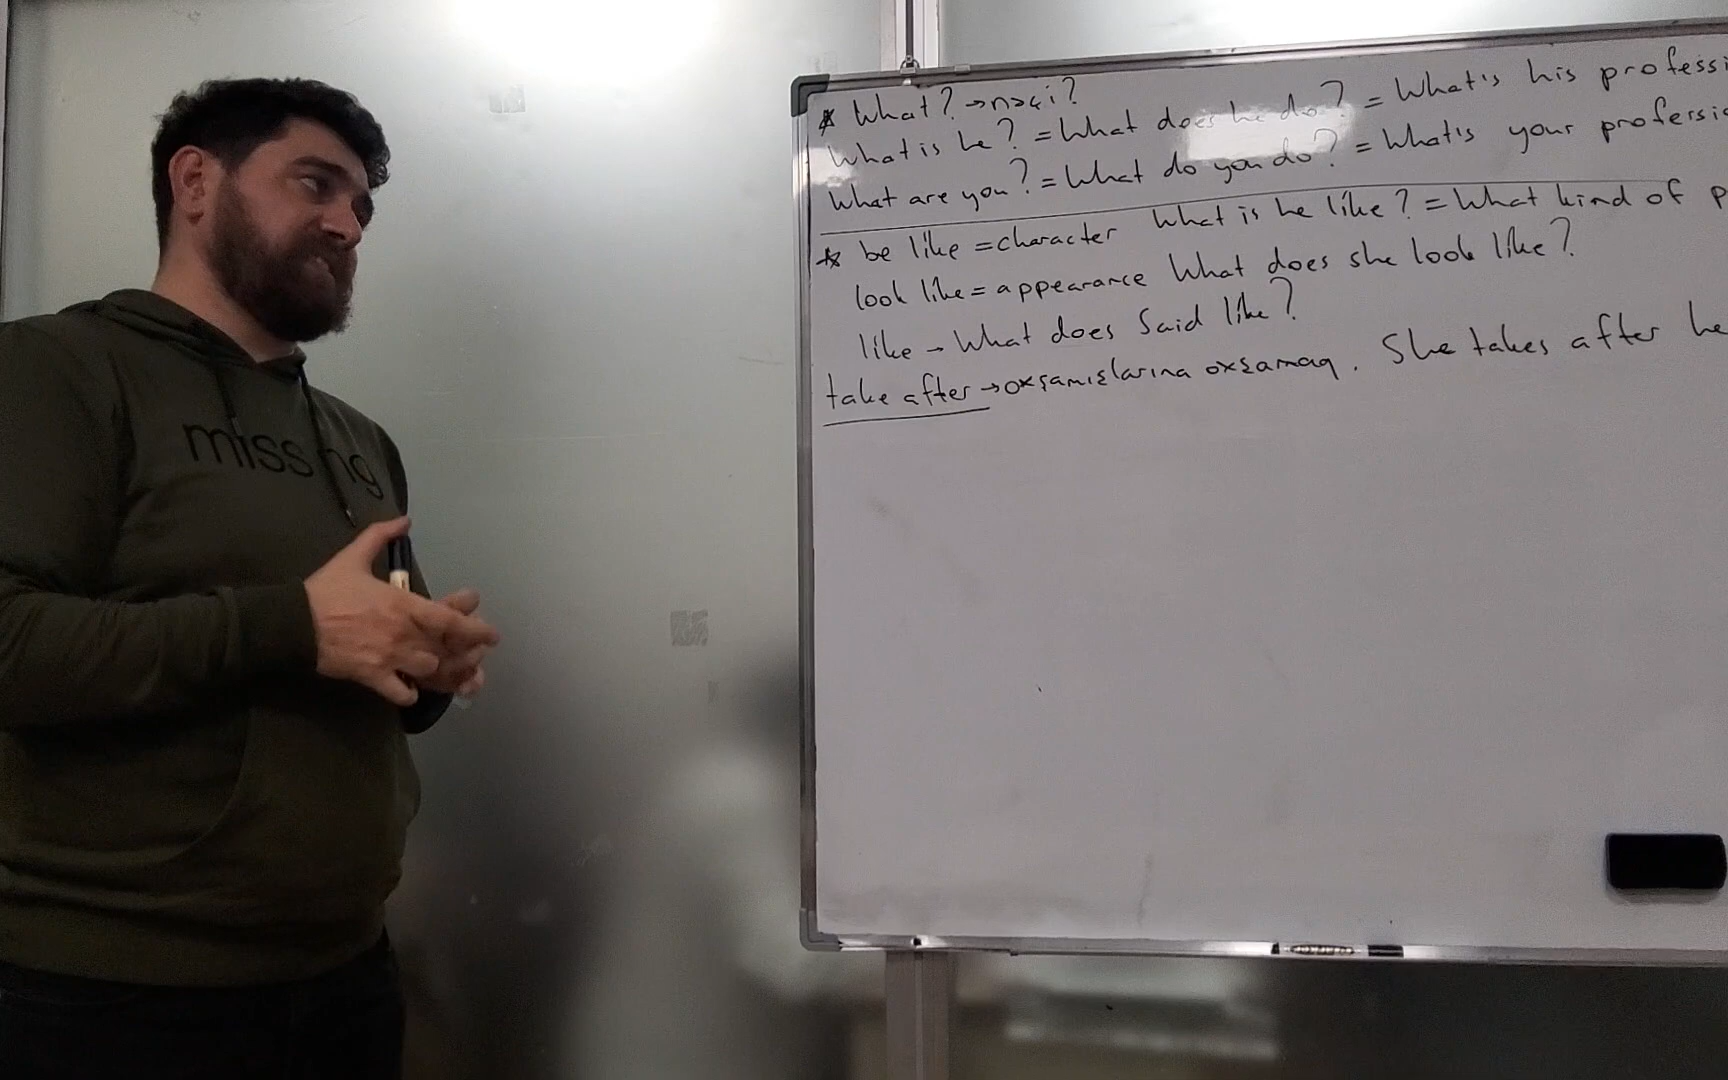 missing
* What? → nəçi?
What is he? = What does he do? = What's his professi
What are you? = What do you do? = What's your professio
* be like = character What is he like? = What kind of p
look like = appearance What does she look like?
like → What does Said like?
take after → oxşamışlarına oxşamaq. She takes after he